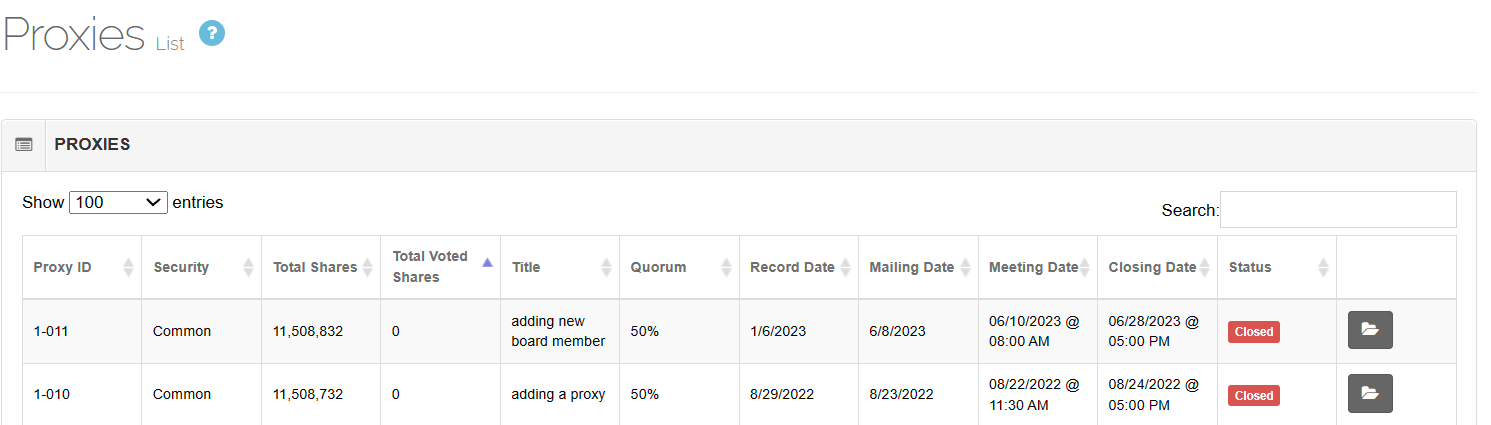 Proxies List ?
PROXIES
Show 100 entries
Search:
Proxy ID Security Total Shares Total Voted Shares Title Quorum Record Date Mailing Date Meeting Date Closing Date Status
1-011 Common 11,508,832 0 adding new board member 50% 1/6/2023 6/8/2023 06/10/2023 @ 08:00 AM 06/28/2023 @ 05:00 PM Closed
1-010 Common 11,508,732 0 adding a proxy 50% 8/29/2022 8/23/2022 08/22/2022 @ 11:30 AM 08/24/2022 @ 05:00 PM Closed